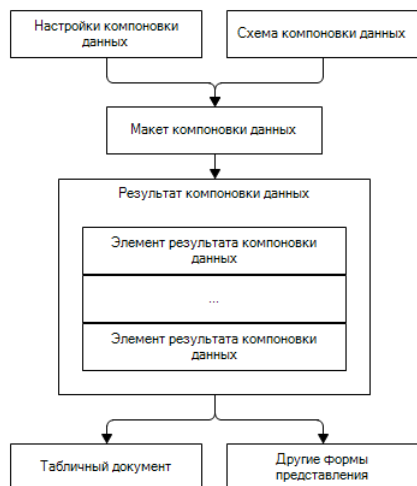 Настройки компоновки
данных
Схема компоновки данных
Макет компоновки данных
Результат компоновки данных
Элемент результата компоновки
данных
...
Элемент результата компоновки
данных
Табличный документ
Другие формы
представления